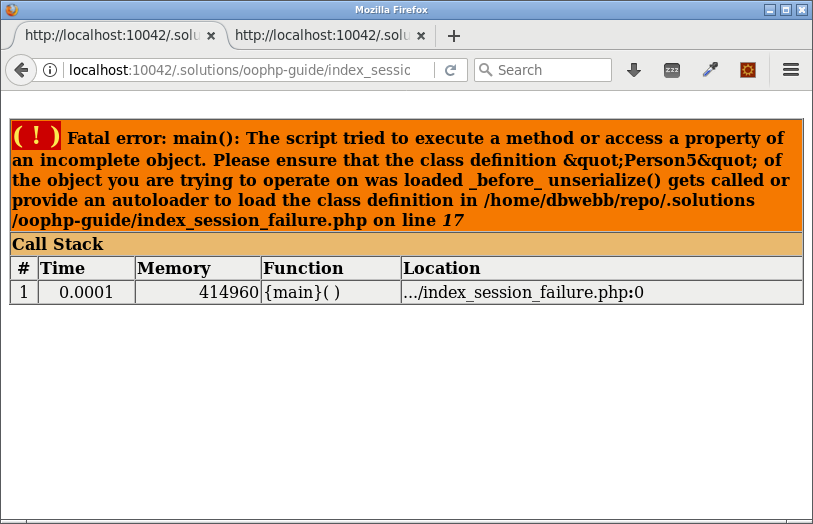 Mozilla Firefox
http://localhost:10042/.solu × http://localhost:10042/.solu × +
localhost:10042/.solutions/oophp-guide/index_sessic Search
( ! ) Fatal error: main(): The script tried to execute a method or access a property of
an incomplete object. Please ensure that the class definition &quot;Person5&quot; of
the object you are trying to operate on was loaded _before_ unserialize() gets called or
provide an autoloader to load the class definition in /home/dbwebb/repo/.solutions
/oophp-guide/index_session_failure.php on line 17
Call Stack
# Time Memory Function Location
1 0.0001 414960 {main}( ) .../index_session_failure.php:0